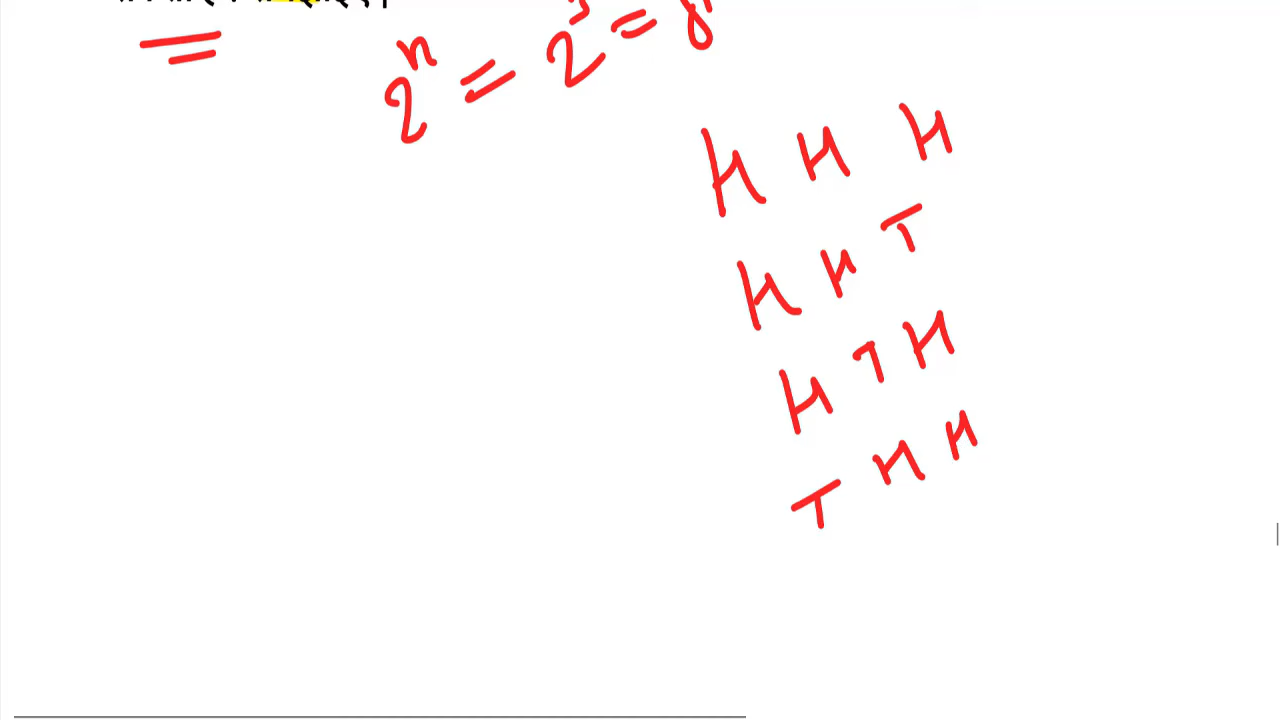 2ⁿ = 2³ = 8
H H H
H H T
H T H
T H H